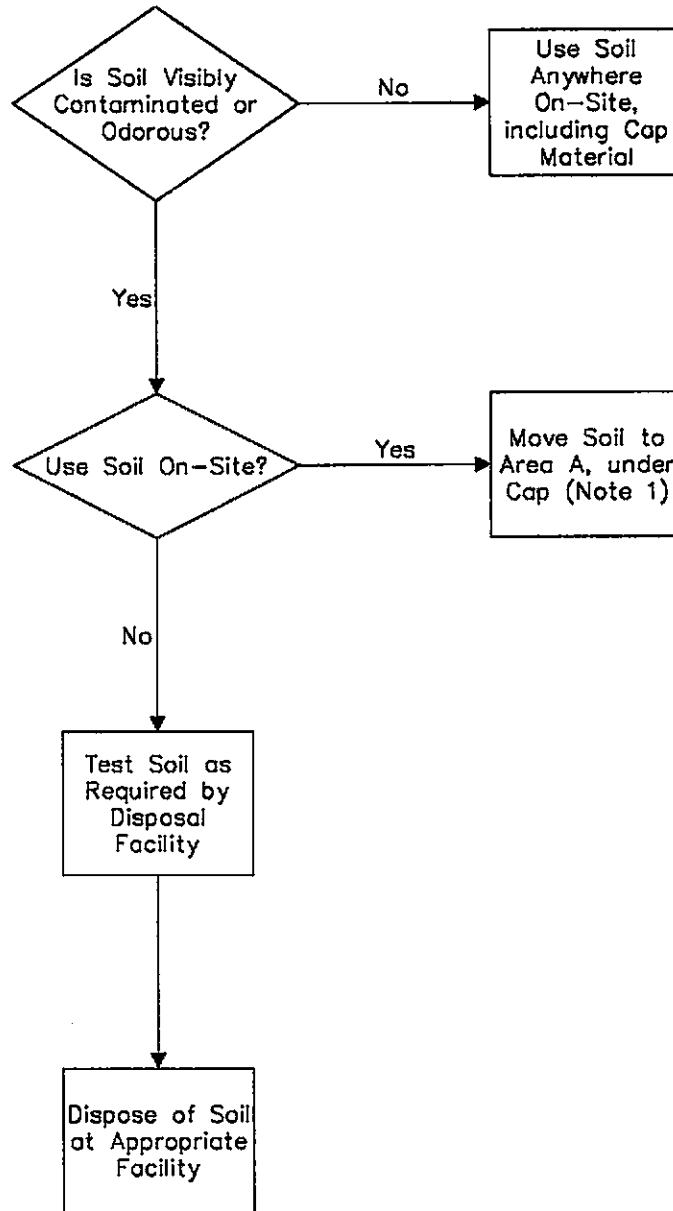 Is Soil Visibly
Contaminated or
Odorous?
No
Use Soil
Anywhere
On-Site,
including Cap
Material
Yes
Use Soil On-Site?
Yes
Move Soil to
Area A, under
Cap (Note 1)
No
Test Soil as
Required by
Disposal
Facility
Dispose of Soil
at Appropriate
Facility